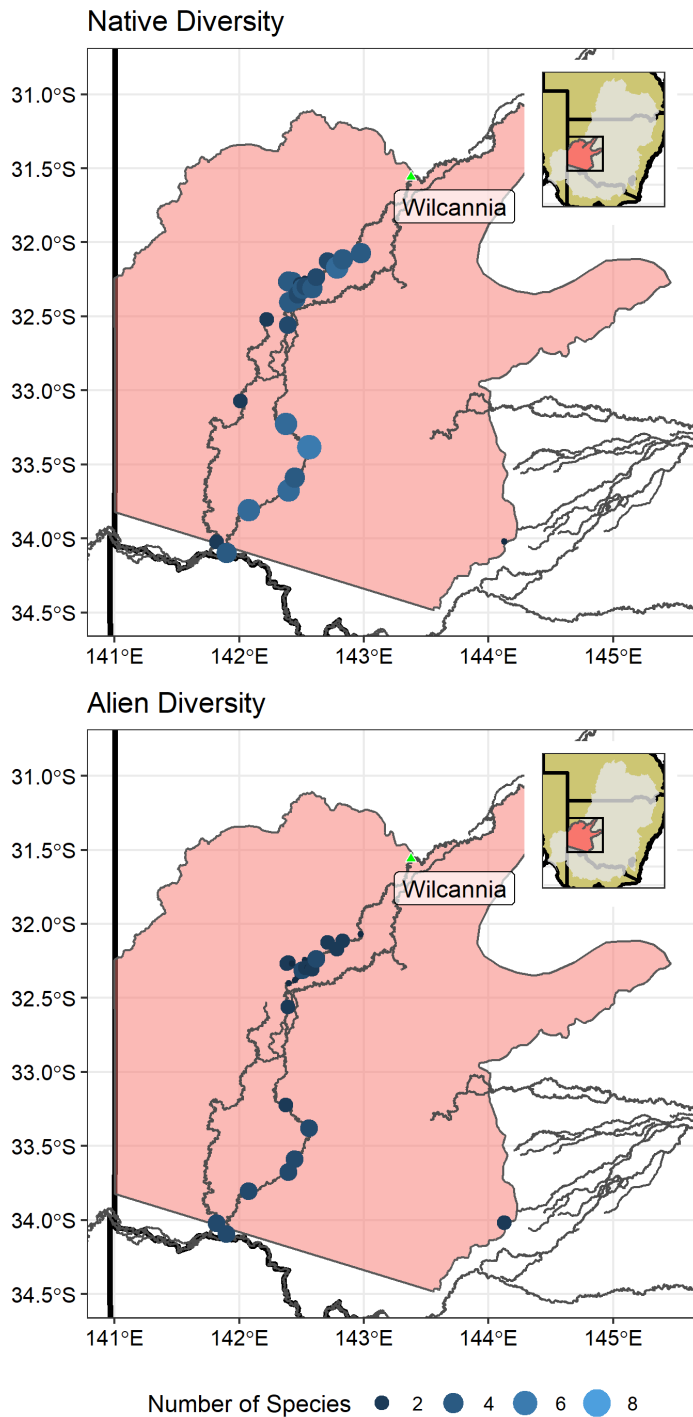 Native Diversity
31.0°S
31.5°S
32.0°S
32.5°S
33.0°S
33.5°S
34.0°S
34.5°S
Wilcannia
141°E 142°E 143°E 144°E 145°E
Alien Diversity
31.0°S
31.5°S
32.0°S
32.5°S
33.0°S
33.5°S
34.0°S
34.5°S
Wilcannia
141°E 142°E 143°E 144°E 145°E
Number of Species 2 4 6 8